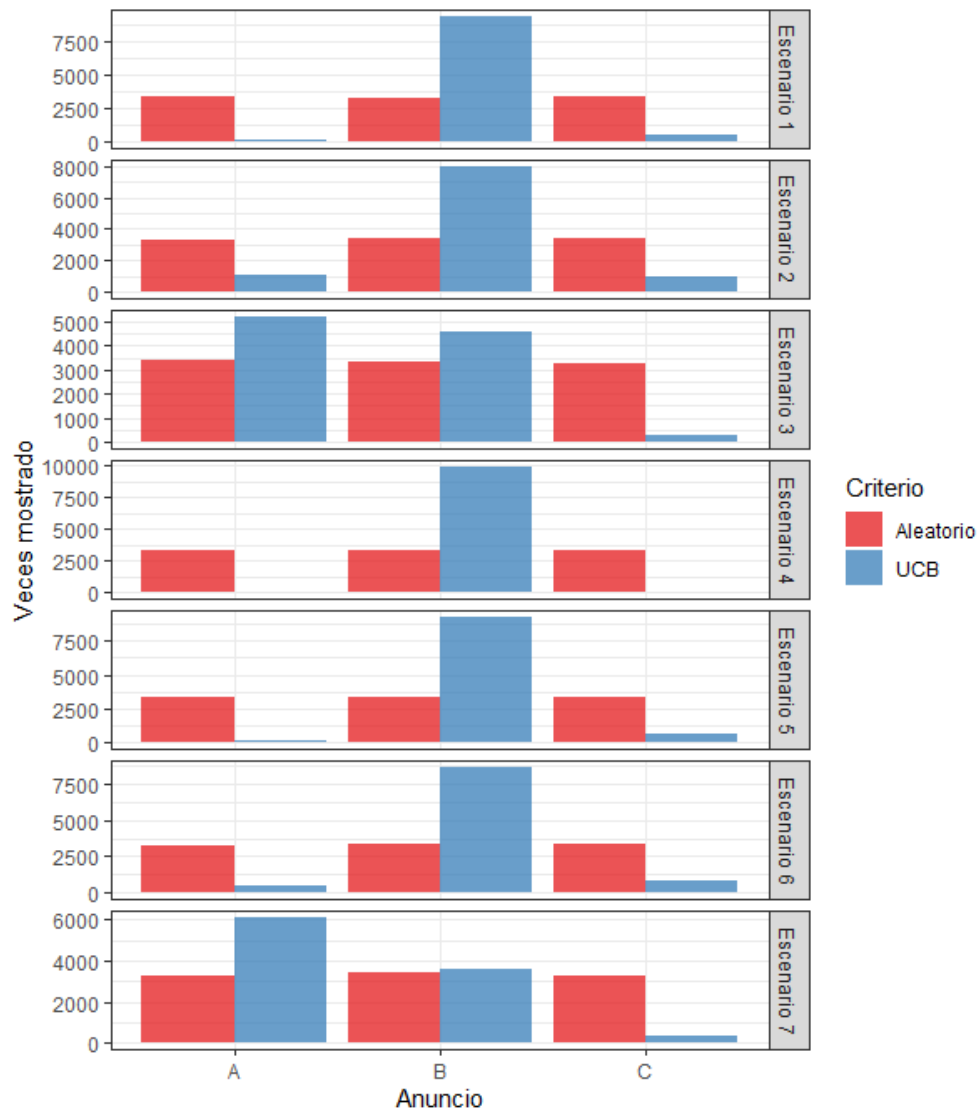 7500
5000
2500
0
Escenario 1
8000
6000
4000
2000
0
Escenario 2
5000
4000
3000
2000
1000
0
Escenario 3
10000
7500
5000
2500
0
Escenario 4
7500
5000
2500
0
Escenario 5
7500
5000
2500
0
Escenario 6
6000
4000
2000
0
Escenario 7
A B C
Anuncio
Veces mostrado
Criterio
Aleatorio
UCB